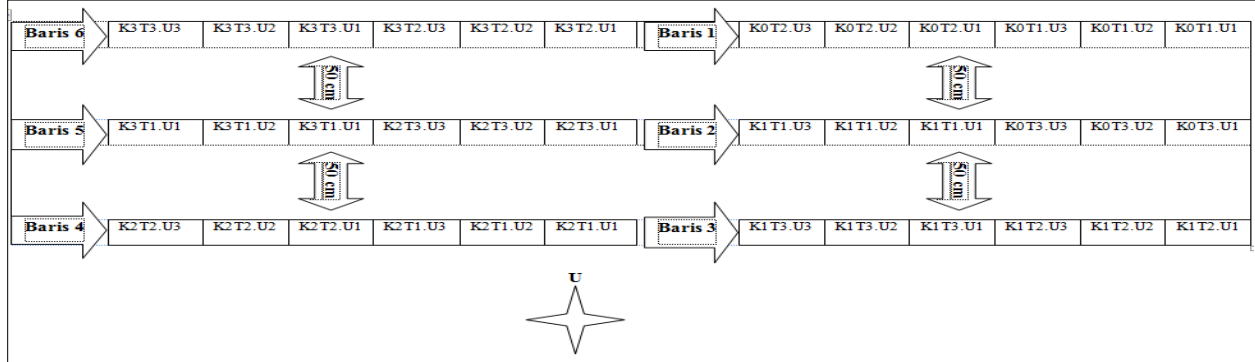 Baris 6 K3T3.U3 K3T3.U2 K3T3.U1 K3T2.U3 K3T2.U2 K3T2.U1 Baris 1 K0T2.U3 K0T2.U2 K0T2.U1 K0T1.U3 K0T1.U2 K0T1.U1
50 cm 50 cm
Baris 5 K3T1.U1 K3T1.U2 K3T1.U1 K2T3.U3 K2T3.U2 K2T3.U1 Baris 2 K1T1.U3 K1T1.U2 K1T1.U1 K0T3.U3 K0T3.U2 K0T3.U1
50 cm 50 cm
Baris 4 K2T2.U3 K2T2.U2 K2T2.U1 K2T1.U3 K2T1.U2 K2T1.U1 Baris 3 K1T3.U3 K1T3.U2 K1T3.U1 K1T2.U3 K1T2.U2 K1T2.U1
U